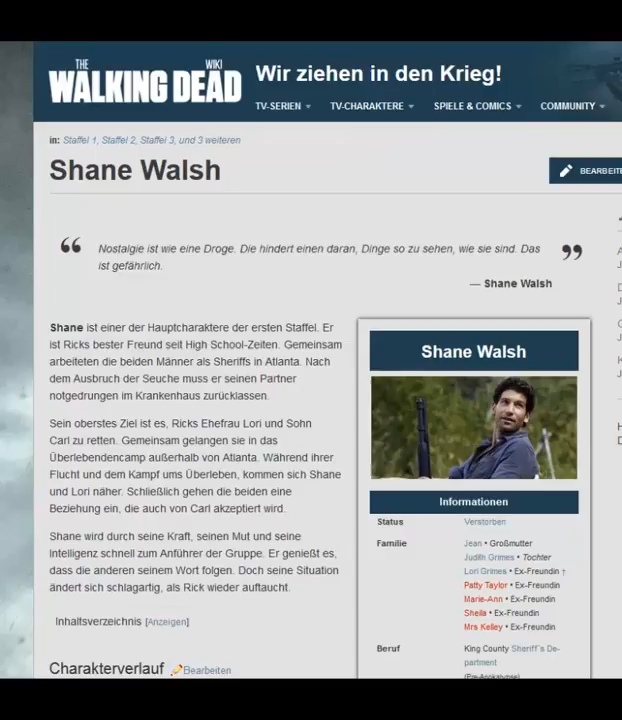 THE WIKI
WALKING DEAD
Wir ziehen in den Krieg!
TV-SERIEN TV-CHARAKTERE SPIELE & COMICS COMMUNITY
in: Staffel 1, Staffel 2, Staffel 3, und 3 weiteren
Shane Walsh
“ Nostalgie ist wie eine Droge. Die hindert einen daran, Dinge so zu sehen, wie sie sind. Das ”
ist gefährlich.
— Shane Walsh
Shane ist einer der Hauptcharaktere der ersten Staffel. Er
ist Ricks bester Freund seit High School-Zeiten. Gemeinsam
arbeiteten die beiden Männer als Sheriffs in Atlanta. Nach
dem Ausbruch der Seuche muss er seinen Partner
notgedrungen im Krankenhaus zurücklassen.
Sein oberstes Ziel ist es, Ricks Ehefrau Lori und Sohn
Carl zu retten. Gemeinsam gelangen sie in das
Überlebendencamp außerhalb von Atlanta. Während ihrer
Flucht und dem Kampf ums Überleben, kommen sich Shane
und Lori näher. Schließlich gehen die beiden eine
Beziehung ein, die auch von Carl akzeptiert wird.
Shane wird durch seine Kraft, seinen Mut und seine
Intelligenz schnell zum Anführer der Gruppe. Er genießt es,
dass die anderen seinem Wort folgen. Doch seine Situation
ändert sich schlagartig, als Rick wieder auftaucht.
Inhaltsverzeichnis [Anzeigen]
Charakterverlauf Bearbeiten
Shane Walsh
Informationen
Status Verstorben
Familie Jean • Großmutter
Judith Grimes • Tochter
Lori Grimes • Ex-Freundin †
Patty Taylor • Ex-Freundin
Marie-Ann • Ex-Freundin
Sheila • Ex-Freundin
Mrs Kelley • Ex-Freundin
Beruf King County Sheriff´s De-
partment
(Pre-Apokalypse)